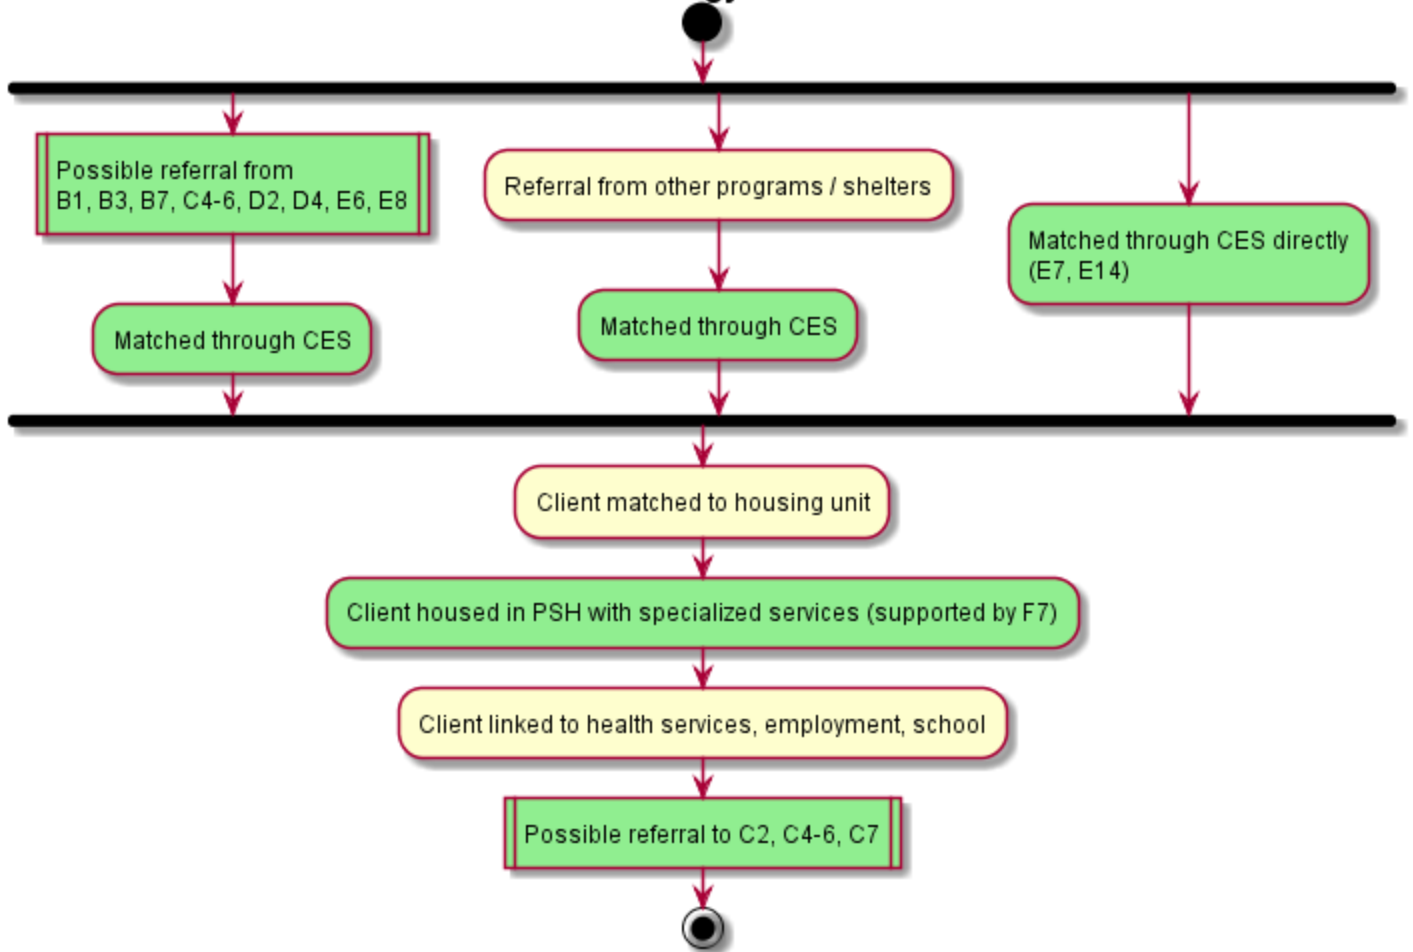 Possible referral from
B1, B3, B7, C4-6, D2, D4, E6, E8
Matched through CES
Referral from other programs / shelters
Matched through CES
Matched through CES directly
(E7, E14)
Client matched to housing unit
Client housed in PSH with specialized services (supported by F7)
Client linked to health services, employment, school
Possible referral to C2, C4-6, C7